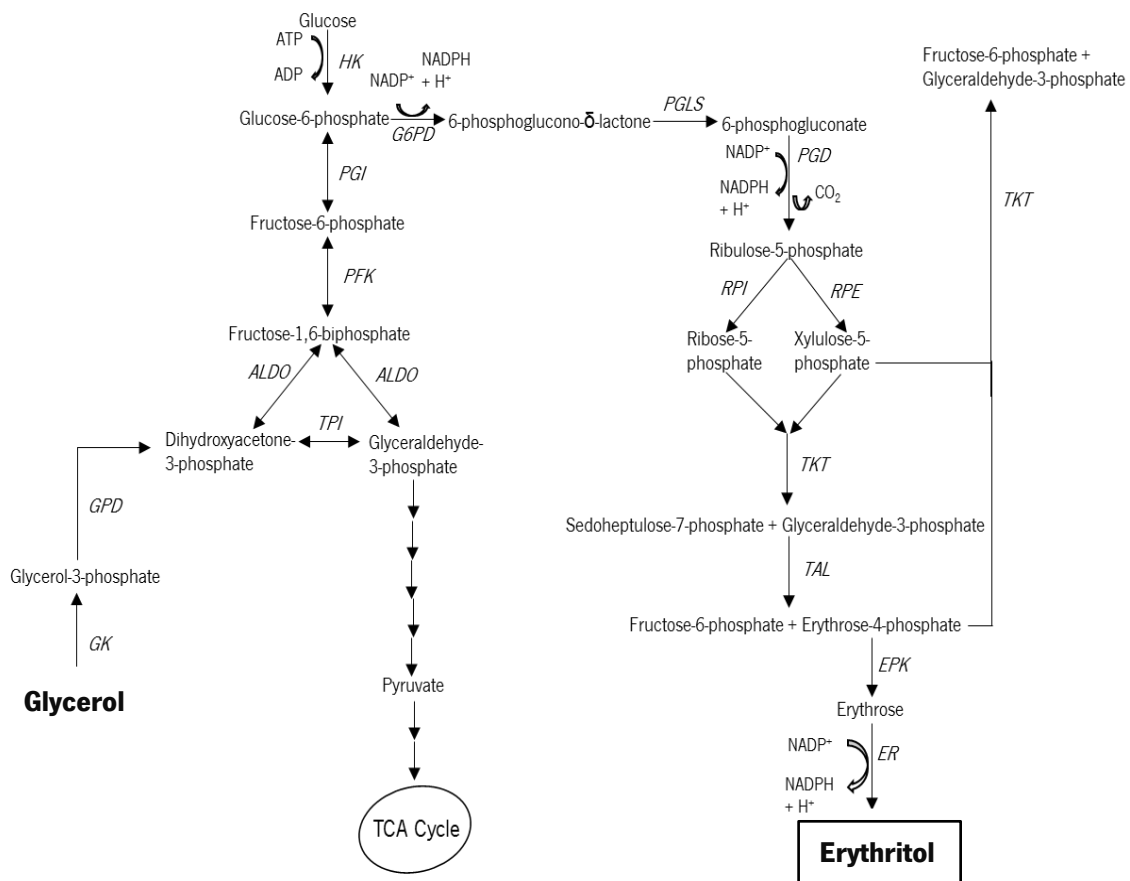 Glucose
ATP
ADP
HK
NADP⁺
NADPH
+ H⁺
Glucose-6-phosphate
G6PD
6-phosphoglucono-δ-lactone
PGLS
6-phosphogluconate
Fructose-6-phosphate +
Glyceraldehyde-3-phosphate
NADP⁺
PGD
NADPH
+ H⁺
CO₂
TKT
PGI
Fructose-6-phosphate
PFK
Fructose-1,6-biphosphate
ALDO
ALDO
Ribulose-5-phosphate
RPI
RPE
Ribose-5-
phosphate
Xylulose-5-
phosphate
Dihydroxyacetone-
3-phosphate
TPI
Glyceraldehyde-
3-phosphate
TKT
GPD
Sedoheptulose-7-phosphate + Glyceraldehyde-3-phosphate
Glycerol-3-phosphate
TAL
GK
Fructose-6-phosphate + Erythrose-4-phosphate
Glycerol
Pyruvate
EPK
Erythrose
NADP⁺
ER
NADPH
+ H⁺
TCA Cycle
Erythritol